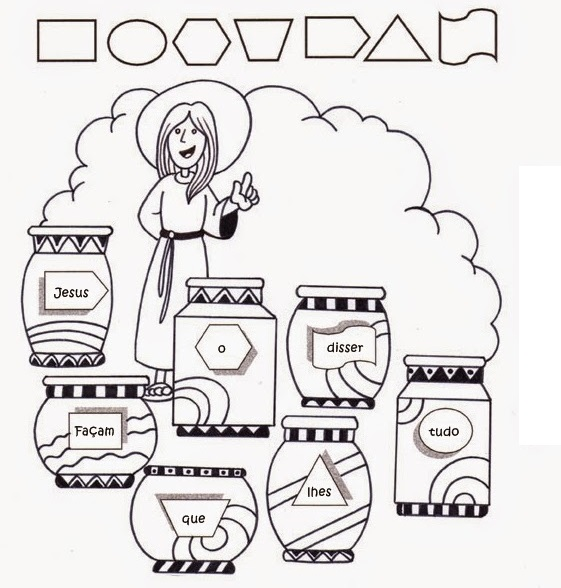 Jesus
o
disser
Façam
tudo
que
lhes